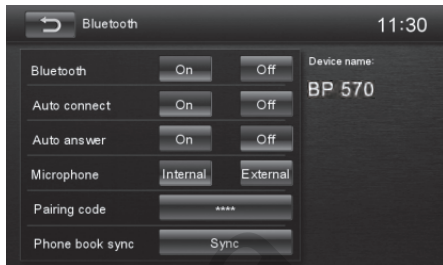 Bluetooth
11:30
Bluetooth On Off
Device name:
BP 570
Auto connect On Off
Auto answer On Off
Microphone Internal External
Pairing code ****
Phone book sync Sync